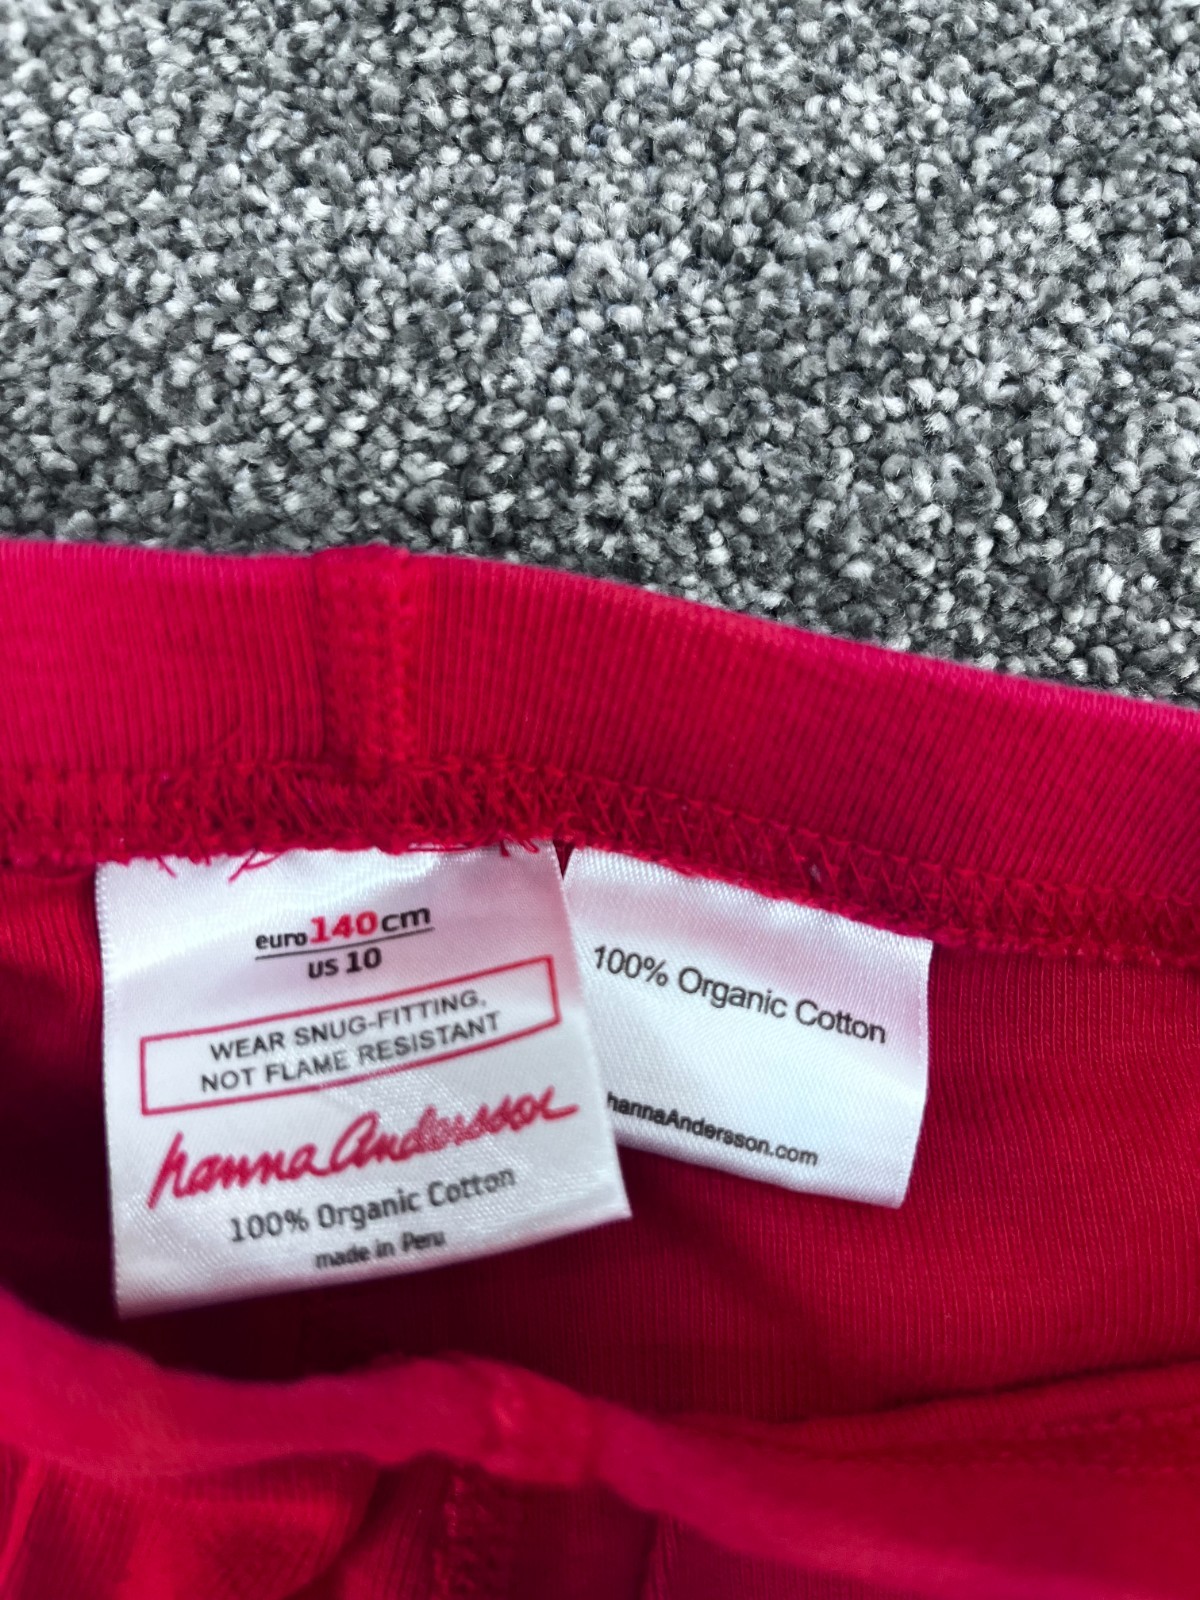 euro 140 cm
US 10
WEAR SNUG-FITTING,
NOT FLAME RESISTANT
hanna Andersson
100% Organic Cotton
made in Peru
100% Organic Cotton
hannaAndersson.com